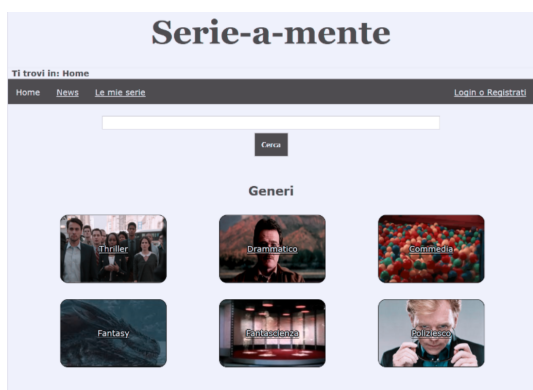 Serie-a-mente
Ti trovi in: Home
Home News Le mie serie Login o Registrati
Cerca
Generi
Thriller Drammatico Commedia
Fantasy Fantascienza Poliziesco